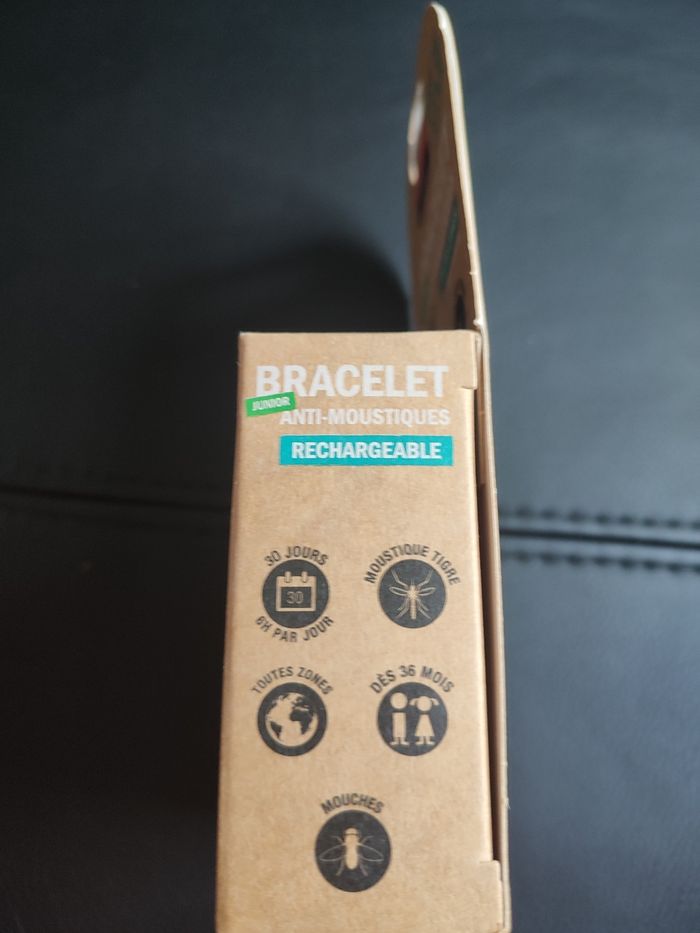 BRACELET
JUNIOR
ANTI-MOUSTIQUES
RECHARGEABLE
30 JOURS
30
6H PAR JOUR
MOUSTIQUE TIGRE
TOUTES ZONES
DÈS 36 MOIS
MOUCHES